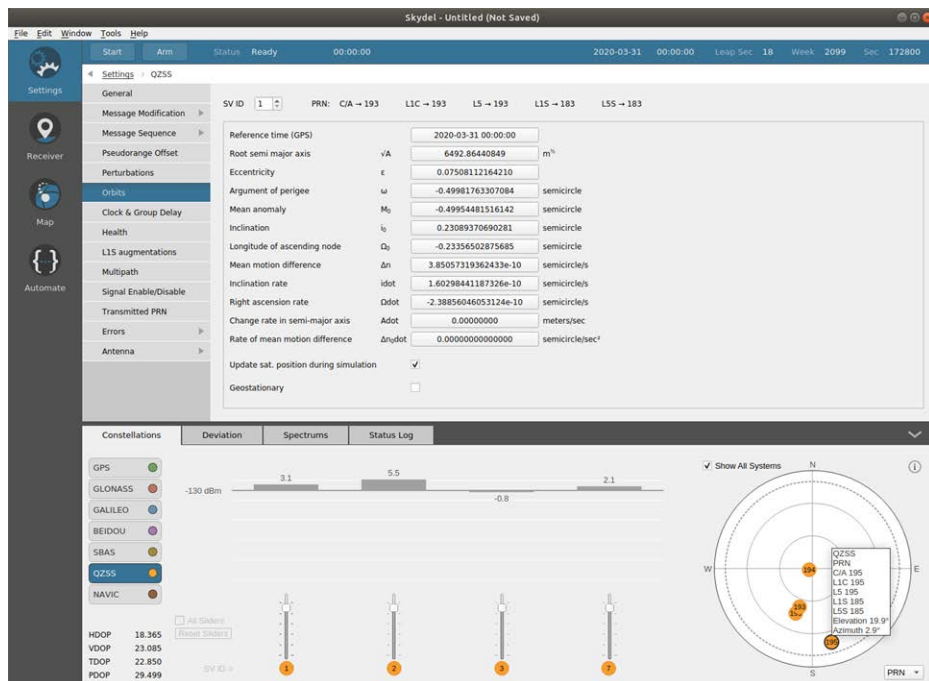 Skydel - Untitled (Not Saved)
File Edit Window Tools Help
Start Arm Status Ready 00:00:00 2020-03-31 00:00:00 Leap Sec 18 Week 2099 Sec 172800
Settings
Receiver
Map
Automate
Settings > QZSS
General
Message Modification
Message Sequence
Pseudorange Offset
Perturbations
Orbits
Clock & Group Delay
Health
L1S augmentations
Multipath
Signal Enable/Disable
Transmitted PRN
Errors
Antenna
SV ID 1 PRN: C/A → 193 L1C → 193 L5 → 193 L1S → 183 L5S → 183
Reference time (GPS) 2020-03-31 00:00:00
Root semi major axis √A 6492.86440849 m½
Eccentricity ε 0.07508112164210
Argument of perigee ω -0.49981763307084 semicircle
Mean anomaly M₀ -0.49954481516142 semicircle
Inclination i₀ 0.23089370690281 semicircle
Longitude of ascending node Ω₀ -0.23356502875685 semicircle
Mean motion difference Δn 3.85057319362433e-10 semicircle/s
Inclination rate idot 1.60298441187326e-10 semicircle/s
Right ascension rate Ωdot -2.38856046053124e-10 semicircle/s
Change rate in semi-major axis Adot 0.00000000 meters/sec
Rate of mean motion difference Δn₀dot 0.00000000000000 semicircle/sec²
Update sat. position during simulation
Geostationary
Constellations Deviation Spectrums Status Log
GPS
GLONASS
GALILEO
BEIDOU
SBAS
QZSS
NAVIC
HDOP 18.365
VDOP 23.085
TDOP 22.850
PDOP 29.499
-130 dBm
3.1 5.5 -0.8 2.1
All Sliders
Reset Sliders
SV ID =
1 2 3 7
Show All Systems
N
W
E
S
194
193
195
QZSS
PRN
C/A 195
L1C 195
L5 195
L1S 185
L5S 185
Elevation 19.9°
Azimuth 2.9°
PRN